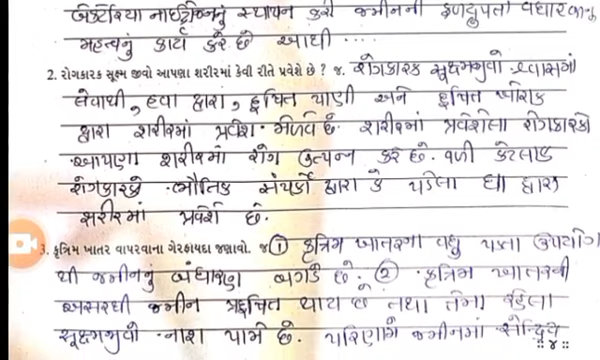 બેક્ટેરિયા નાઈટ્રોજનનું સ્થાપન કરી જમીનની ફળદ્રુપતા વધારવાનું
મહત્વનું કાર્ય કરે છે આથી ....
2. રોગકારક સૂક્ષ્મ જીવો આપણા શરીરમાં કેવી રીતે પ્રવેશે છે ? જ. રોગકારક સૂક્ષ્મજીવો શ્વાસમાં
લેવાથી, હવા દ્વારા, દૂષિત પાણી અને દૂષિત ખોરાક
દ્વારા શરીરમાં પ્રવેશ મેળવે છે. શરીરમાં પ્રવેશેલા રોગકારકો
આપણા શરીરમાં રોગ ઉત્પન્ન કરે છે. વળી કેટલાક
રોગકારકો ભૌતિક સંપર્કો દ્વારા કે પડેલા ઘા દ્વારા
શરીરમાં પ્રવેશે છે.
3. કૃત્રિમ ખાતર વાપરવાના ગેરફાયદા જણાવો. જ ① કૃત્રિમ ખાતરના વધુ પડતા ઉપયોગ
થી જમીનનું બંધારણ બગડે છે. ② કૃત્રિમ ખાતરની
અસરથી જમીન પ્રદૂષિત થાય છે તથા તેમાં રહેલા
સૂક્ષ્મજીવો નાશ પામે છે. પરિણામે જમીનમાં સેન્દ્રિય
:: ૪ ::